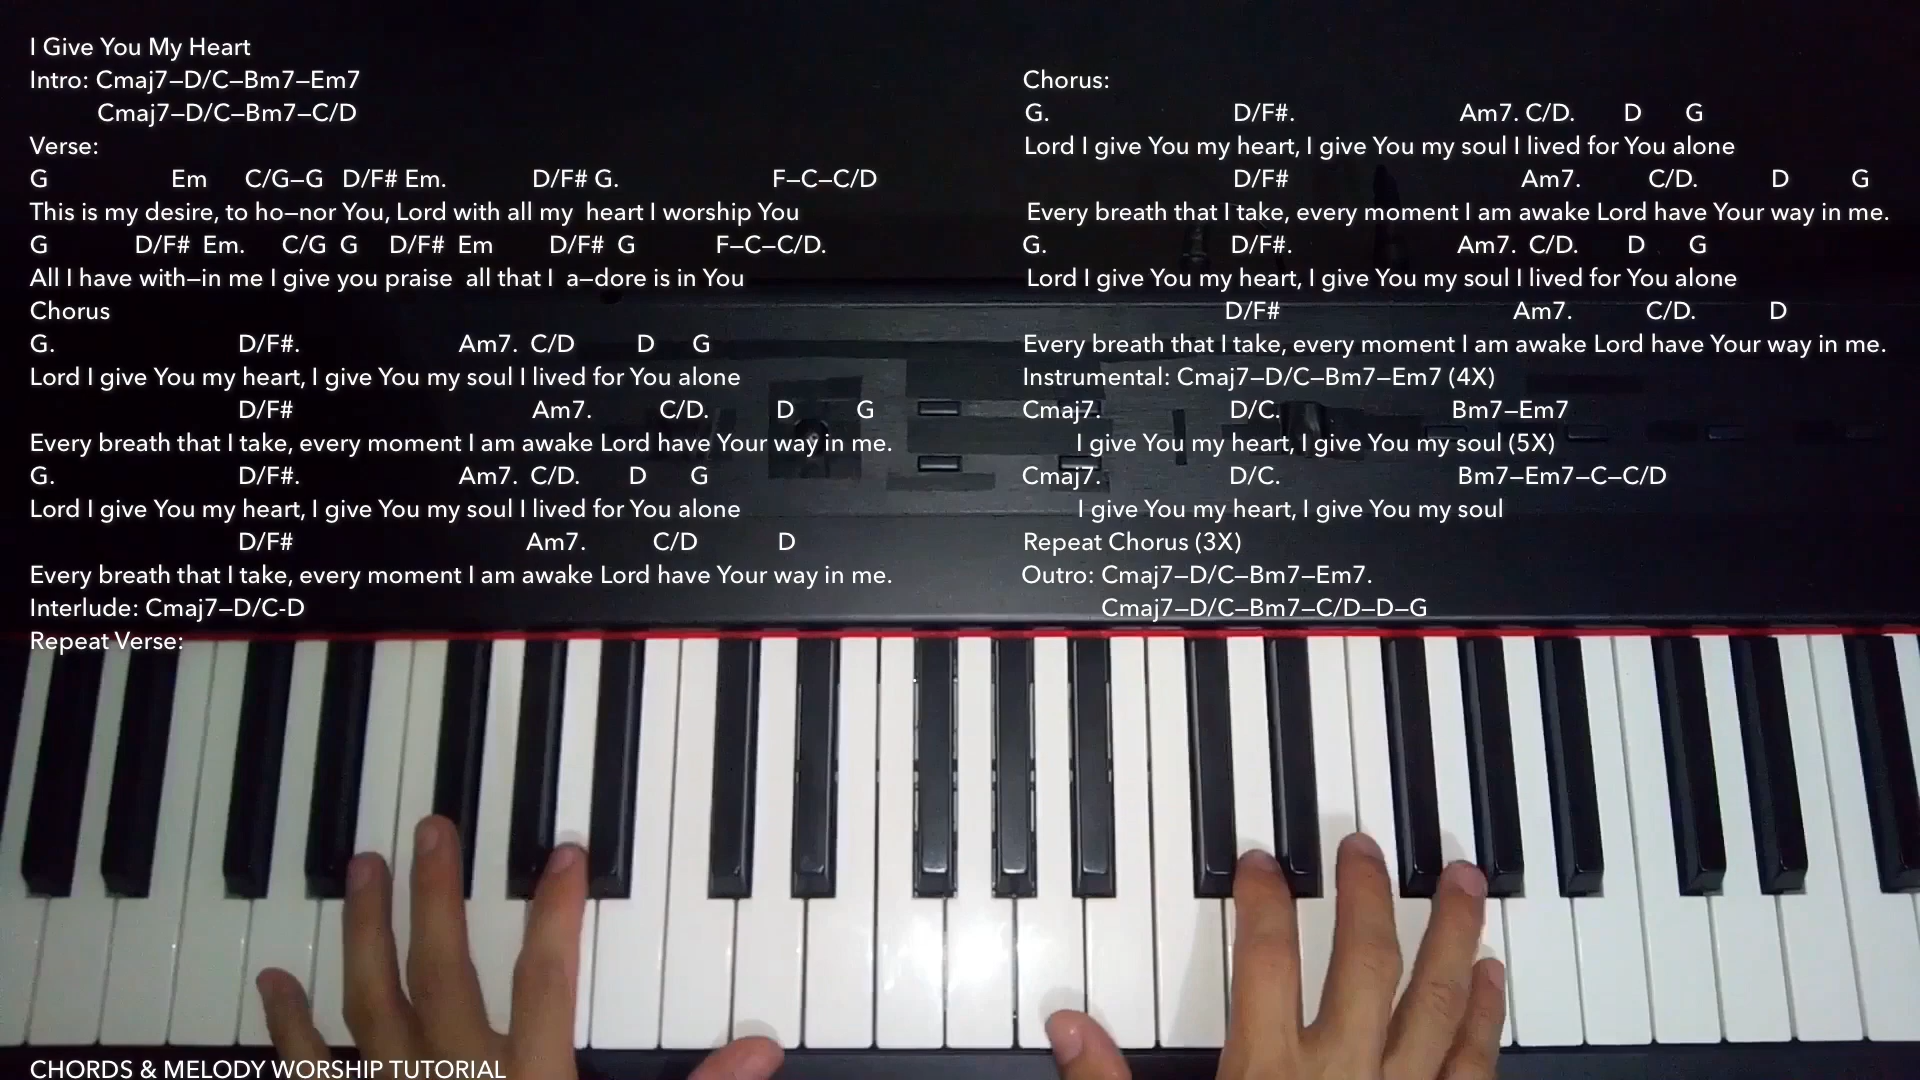 I Give You My Heart
Intro: Cmaj7–D/C–Bm7–Em7
Cmaj7–D/C–Bm7–C/D
Verse:
G Em C/G–G D/F# Em. D/F# G. F–C–C/D
This is my desire, to ho–nor You, Lord with all my heart I worship You
G D/F# Em. C/G G D/F# Em D/F# G F–C–C/D.
All I have with–in me I give you praise all that I a–dore is in You
Chorus
G. D/F#. Am7. C/D D G
Lord I give You my heart, I give You my soul I lived for You alone
D/F# Am7. C/D. D G
Every breath that I take, every moment I am awake Lord have Your way in me.
G. D/F#. Am7. C/D. D G
Lord I give You my heart, I give You my soul I lived for You alone
D/F# Am7. C/D D
Every breath that I take, every moment I am awake Lord have Your way in me.
Interlude: Cmaj7–D/C-D
Repeat Verse:
Chorus:
G. D/F#. Am7. C/D. D G
Lord I give You my heart, I give You my soul I lived for You alone
D/F# Am7. C/D. D G
Every breath that I take, every moment I am awake Lord have Your way in me.
G. D/F#. Am7. C/D. D G
Lord I give You my heart, I give You my soul I lived for You alone
D/F# Am7. C/D. D
Every breath that I take, every moment I am awake Lord have Your way in me.
Instrumental: Cmaj7–D/C–Bm7–Em7 (4X)
Cmaj7. D/C. Bm7–Em7
I give You my heart, I give You my soul (5X)
Cmaj7. D/C. Bm7–Em7–C–C/D
I give You my heart, I give You my soul
Repeat Chorus (3X)
Outro: Cmaj7–D/C–Bm7–Em7.
Cmaj7–D/C–Bm7–C/D–D–G
CHORDS & MELODY WORSHIP TUTORIAL